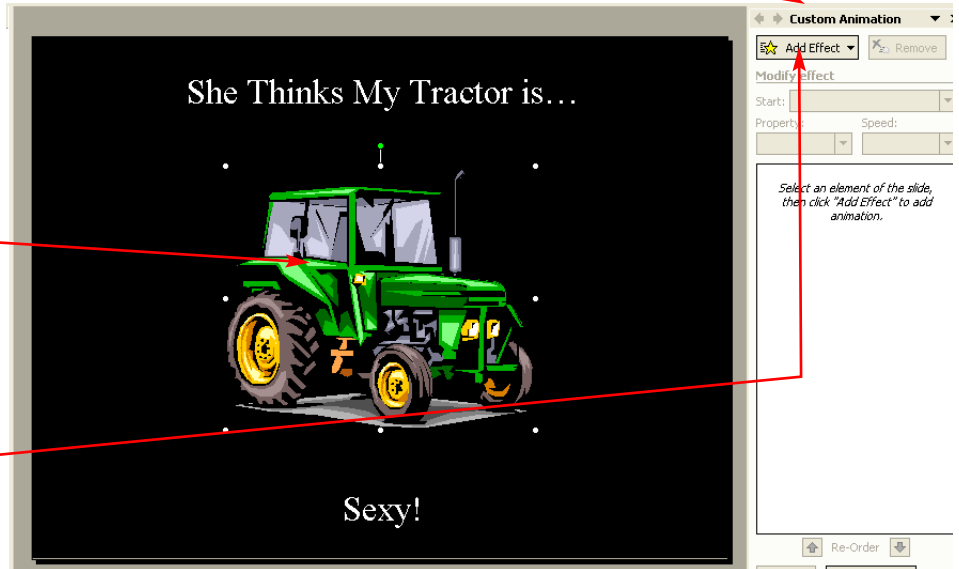 She Thinks My Tractor is...
Sexy!
Custom Animation
Add Effect
Remove
Modify effect
Start:
Property:
Speed:
Select an element of the slide,
then click "Add Effect" to add
animation.
Re-Order